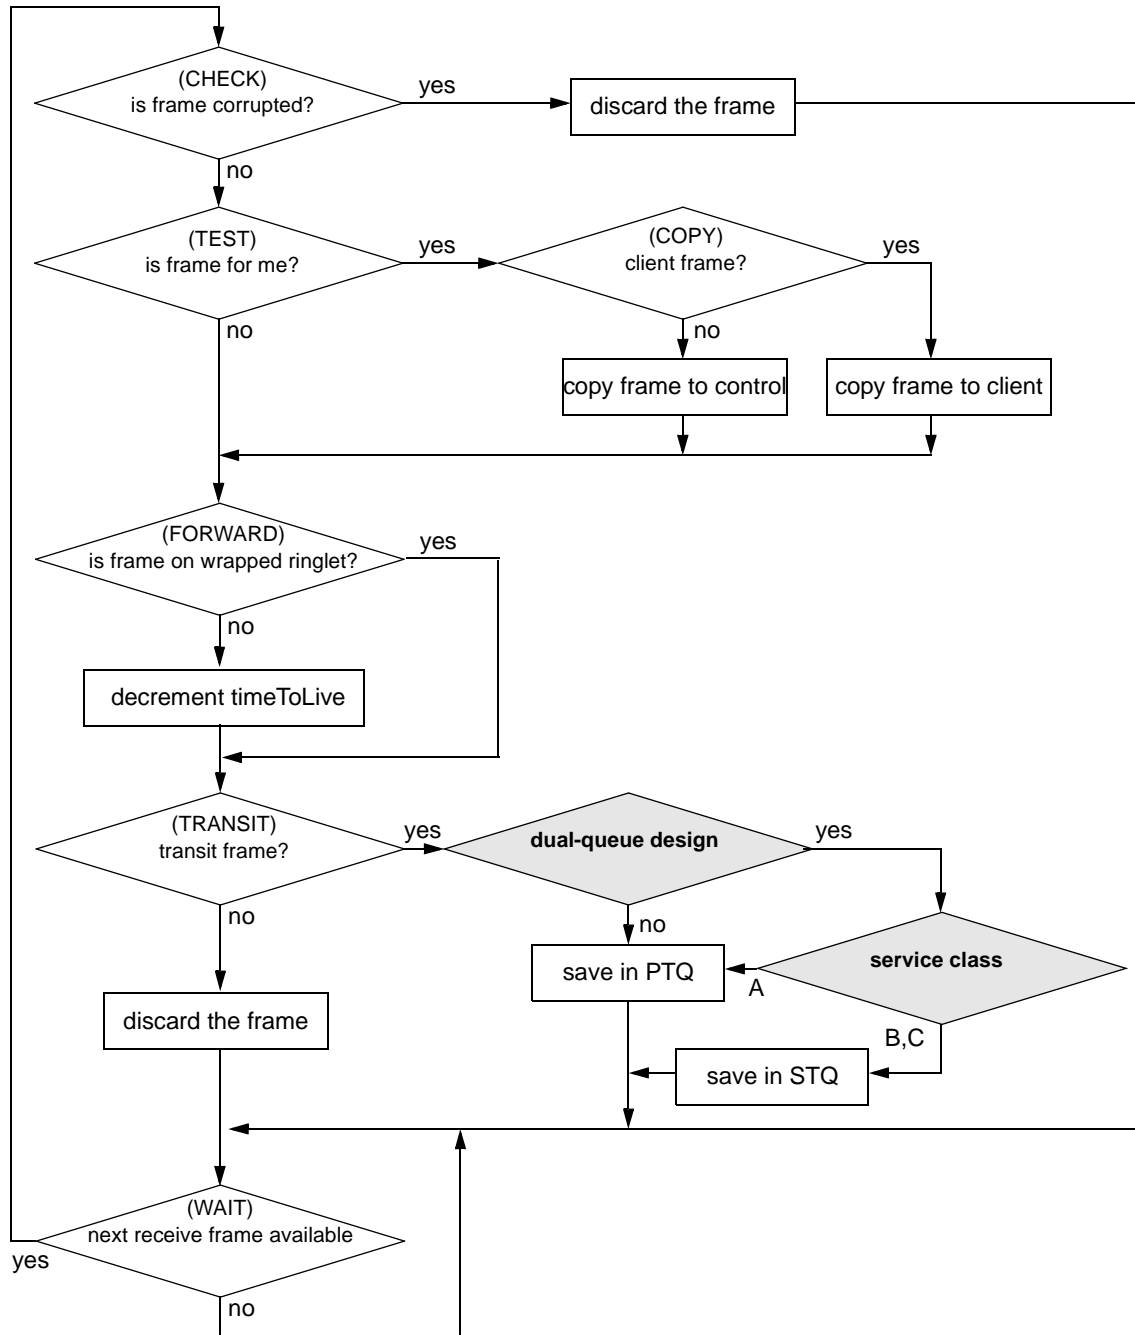 (CHECK)
is frame corrupted?
yes
discard the frame
no
(TEST)
is frame for me?
yes
(COPY)
client frame?
yes
no
no
copy frame to control
copy frame to client
(FORWARD)
is frame on wrapped ringlet?
yes
no
decrement timeToLive
(TRANSIT)
transit frame?
yes
dual-queue design
yes
no
no
save in PTQ
service class
A
discard the frame
B,C
save in STQ
(WAIT)
next receive frame available
yes
no